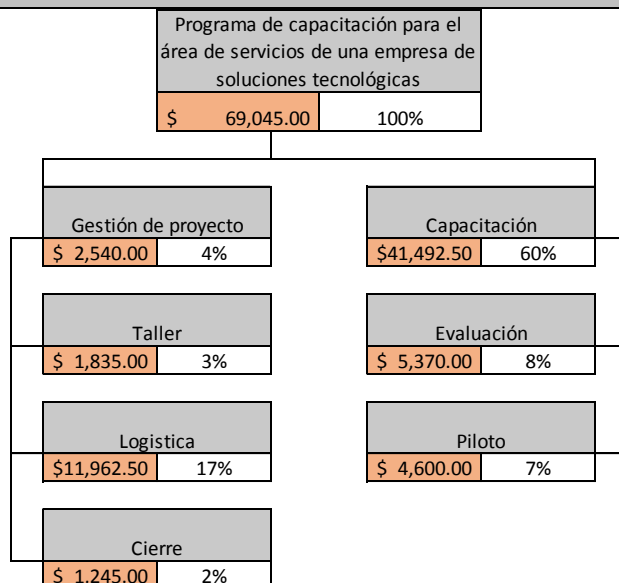 Programa de capacitación para el
área de servicios de una empresa de
soluciones tecnológicas
$ 69,045.00 100%
Gestión de proyecto
$ 2,540.00 4%
Capacitación
$41,492.50 60%
Taller
$ 1,835.00 3%
Evaluación
$ 5,370.00 8%
Logistica
$11,962.50 17%
Piloto
$ 4,600.00 7%
Cierre
$ 1,245.00 2%